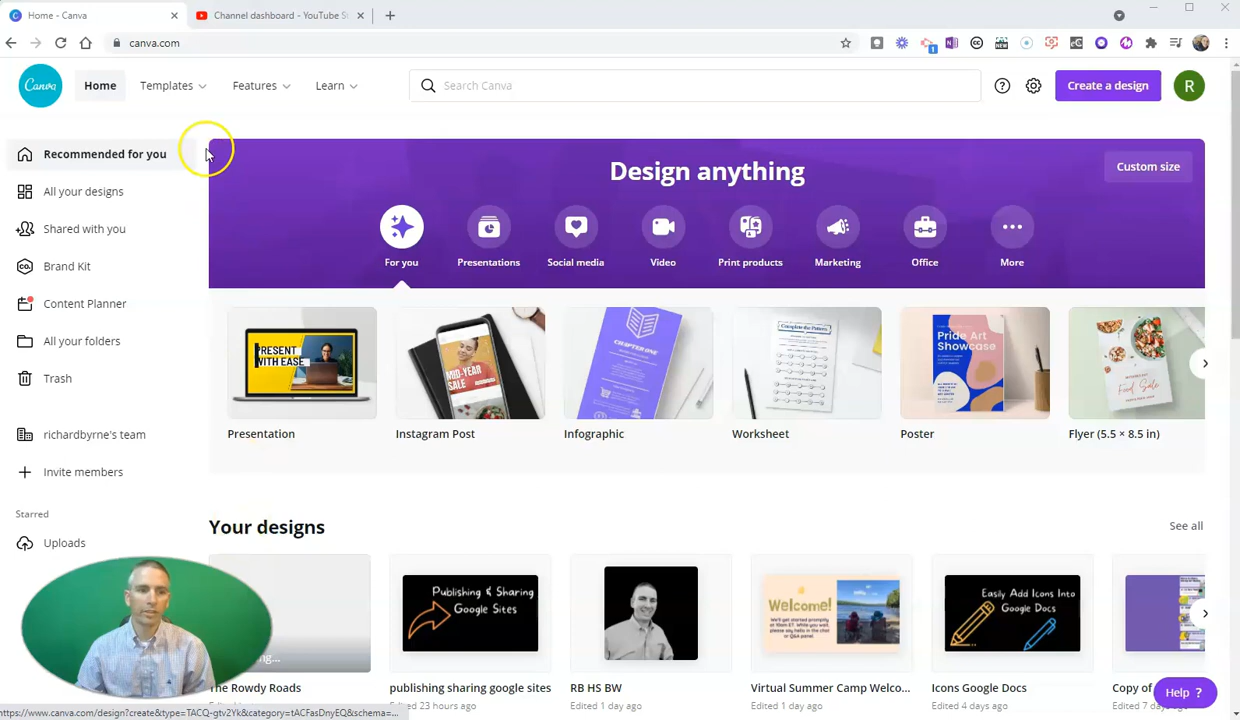 Home - Canva
Channel dashboard - YouTube St
canva.com
Canva
Home
Templates
Features
Learn
Search Canva
Create a design
R
Recommended for you
All your designs
Shared with you
Brand Kit
Content Planner
All your folders
Trash
richardbyrne's team
Invite members
Starred
Uploads
Design anything
Custom size
For you
Presentations
Social media
Video
Print products
Marketing
Office
More
PRESENT
WITH EASE
MID-YEAR
SALE
CHAPTER ONE
Complete the Pattern
Pride Art
Showcase
Food Sale
Presentation
Instagram Post
Infographic
Worksheet
Poster
Flyer (5.5 × 8.5 in)
Your designs
See all
Publishing & Sharing
Google Sites
Welcome!
Easily Add Icons Into
Google Docs
The Rowdy Roads
publishing sharing google sites
RB HS BW
Virtual Summer Camp Welco...
Icons Google Docs
Copy of
Edited 23 hours ago
Edited 1 day ago
Edited 1 day ago
Edited 4 days ago
Edited 7 da
Help ?
https://www.canva.com/design?create&type=TACQ-gtv2Yk&category=tACFasDnyEQ&schema=...